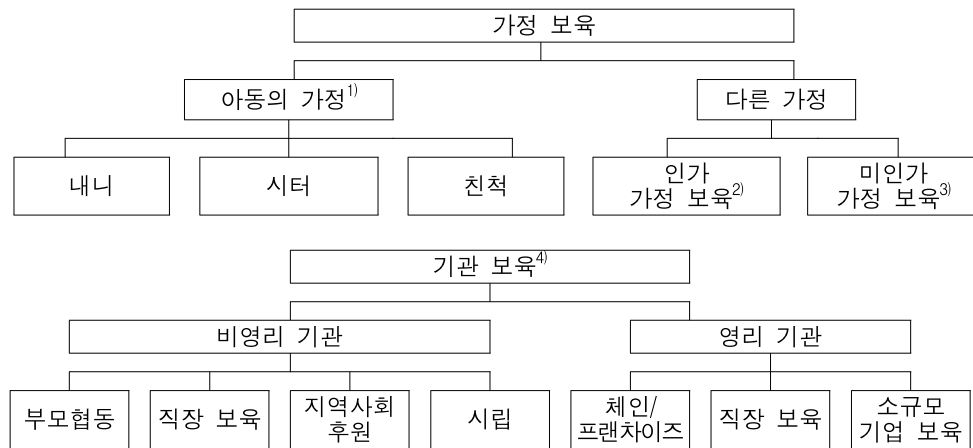 가정 보육
아동의 가정1)
다른 가정
내니
시터
친척
인가
가정 보육2)
미인가
가정 보육3)
기관 보육4)
비영리 기관
영리 기관
부모협동
직장 보육
지역사회
후원
시립
체인/
프랜차이즈
직장 보육
소규모
기업 보육